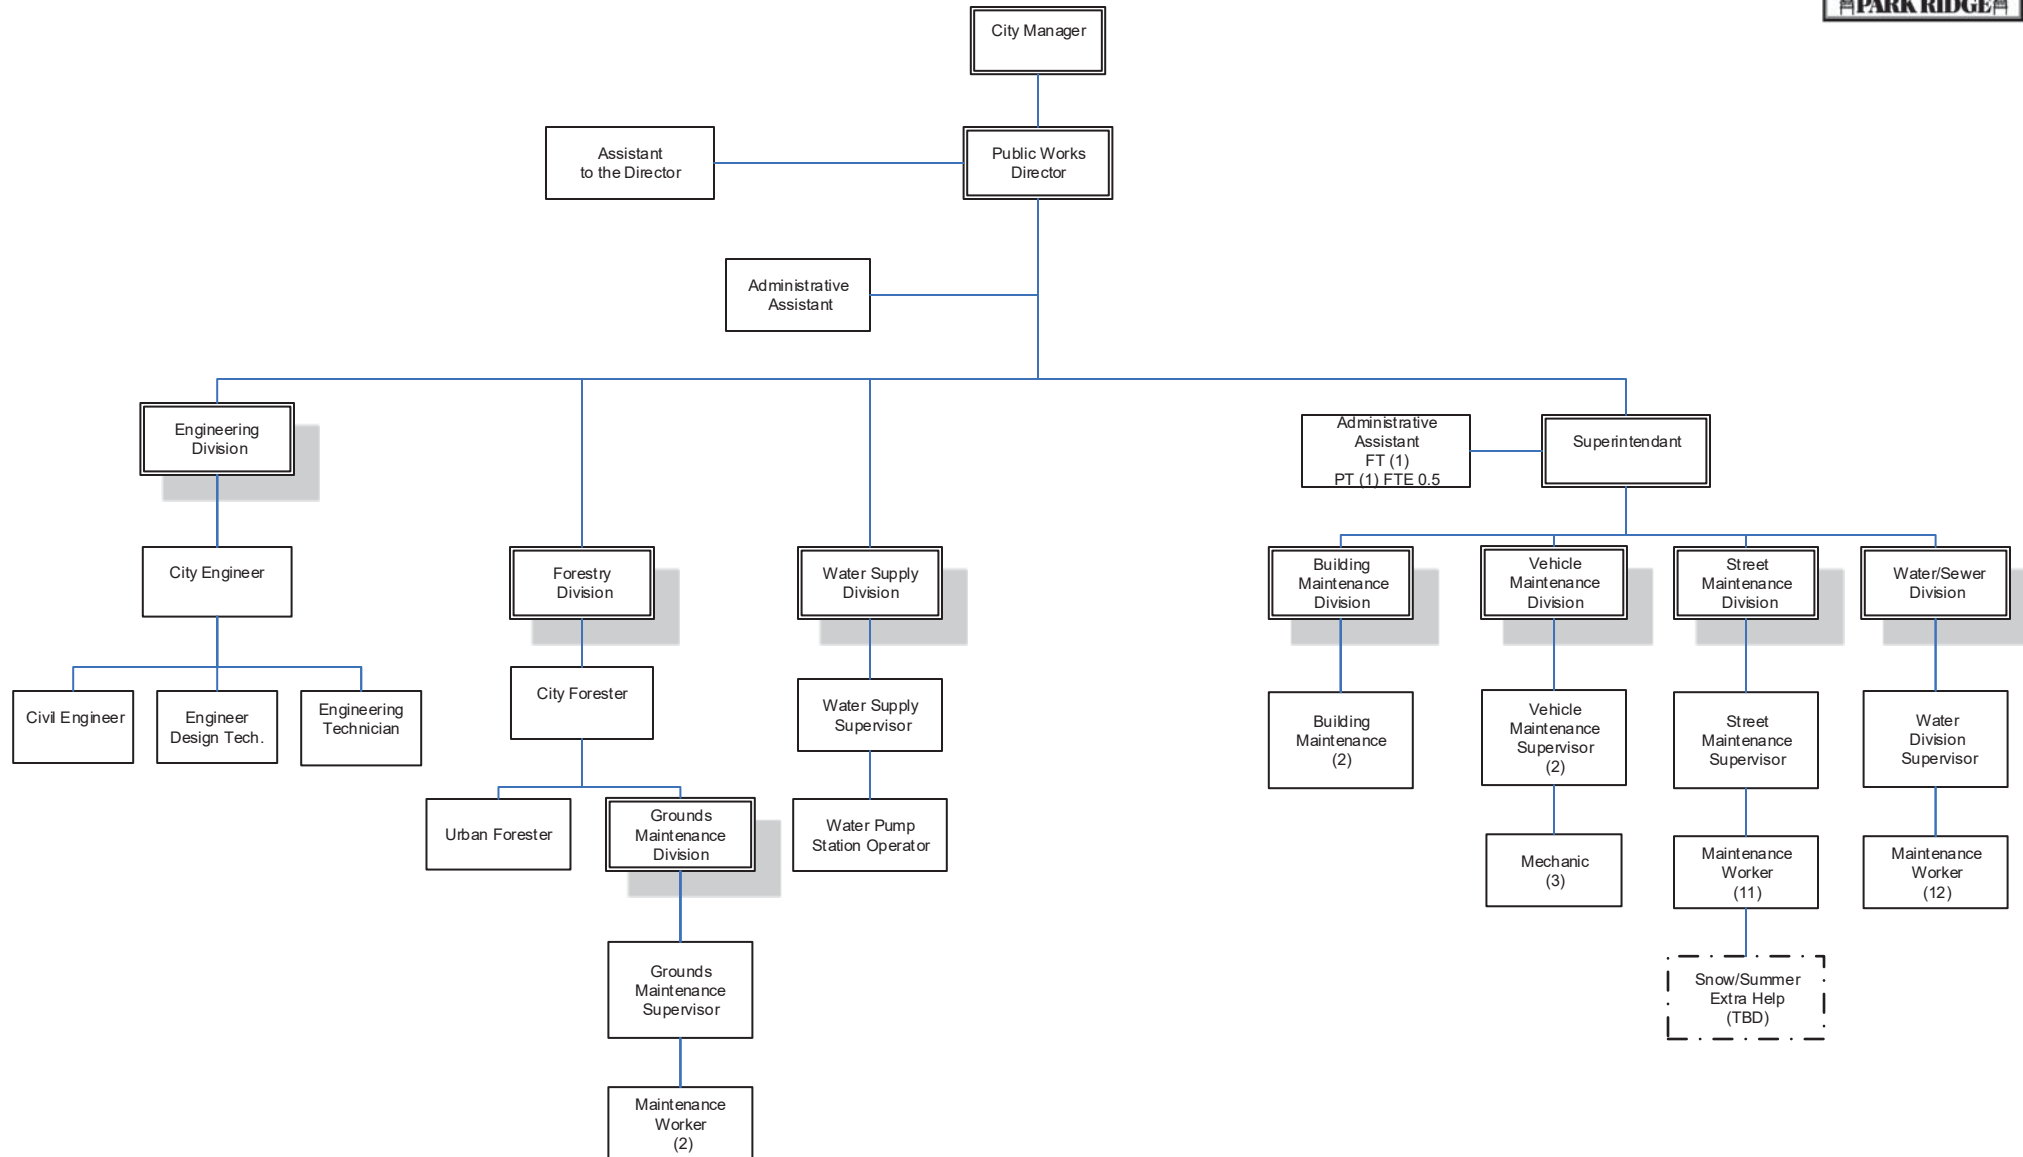 PARK RIDGE
City Manager
Assistant
to the Director
Public Works
Director
Administrative
Assistant
Engineering
Division
Administrative
Assistant
FT (1)
PT (1) FTE 0.5
Superintendant
City Engineer
Forestry
Division
Water Supply
Division
Building
Maintenance
Division
Vehicle
Maintenance
Division
Street
Maintenance
Division
Water/Sewer
Division
Civil Engineer
Engineer
Design Tech.
Engineering
Technician
City Forester
Water Supply
Supervisor
Building
Maintenance
(2)
Vehicle
Maintenance
Supervisor
(2)
Street
Maintenance
Supervisor
Water
Division
Supervisor
Urban Forester
Grounds
Maintenance
Division
Water Pump
Station Operator
Mechanic
(3)
Maintenance
Worker
(11)
Maintenance
Worker
(12)
Grounds
Maintenance
Supervisor
Snow/Summer
Extra Help
(TBD)
Maintenance
Worker
(2)